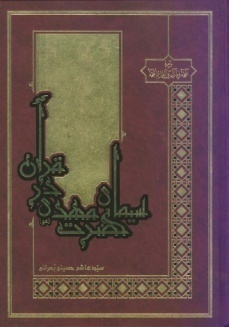 سیمای حضرت مهدی
در قرآن
سید هاشم حسینی بحرانی